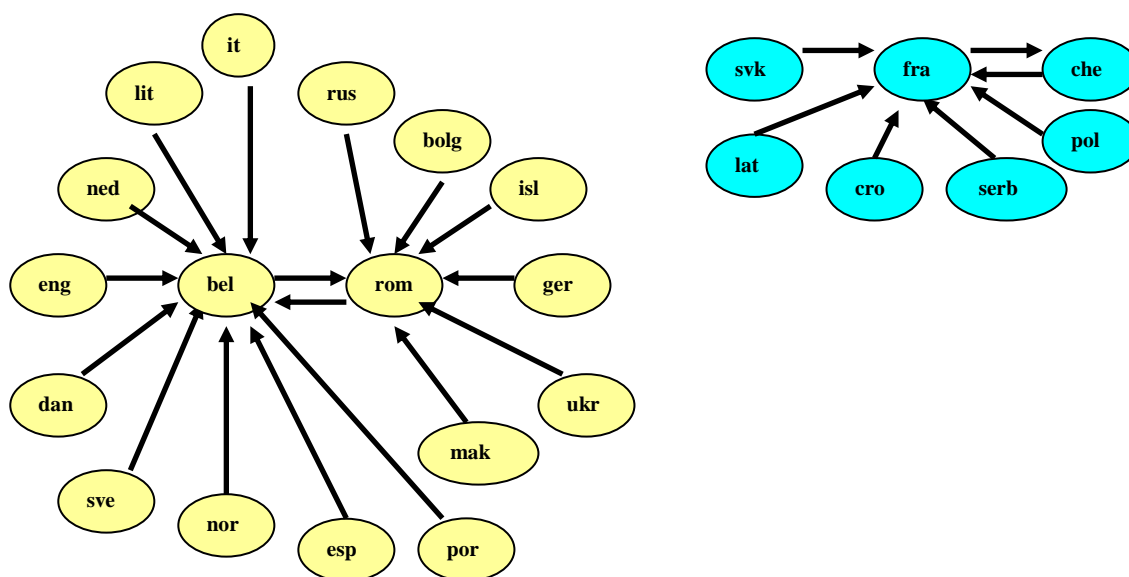 it
svk
fra
che
lit
rus
bolg
pol
lat
ned
isl
cro
serb
eng
bel
rom
ger
dan
ukr
mak
sve
nor
esp
por